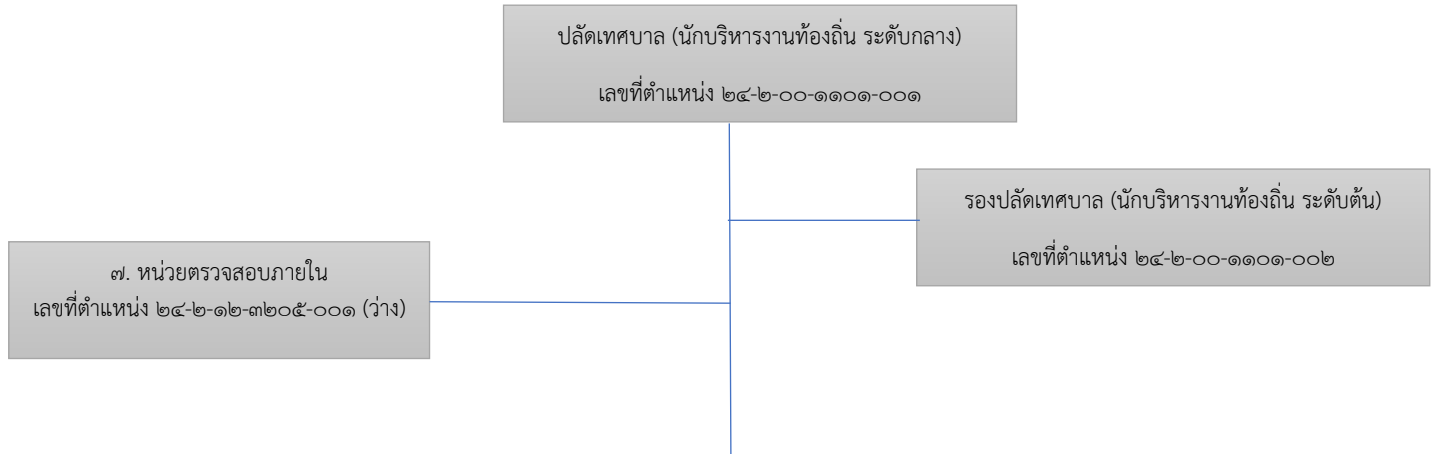 ปลัดเทศบาล (นักบริหารงานท้องถิ่น ระดับกลาง)
เลขที่ตำแหน่ง ๒๔-๒-๐๐-๑๑๐๑-๐๐๑
รองปลัดเทศบาล (นักบริหารงานท้องถิ่น ระดับต้น)
เลขที่ตำแหน่ง ๒๔-๒-๐๐-๑๑๐๑-๐๐๒
๗. หน่วยตรวจสอบภายใน
เลขที่ตำแหน่ง ๒๔-๒-๑๒-๓๒๐๕-๐๐๑ (ว่าง)